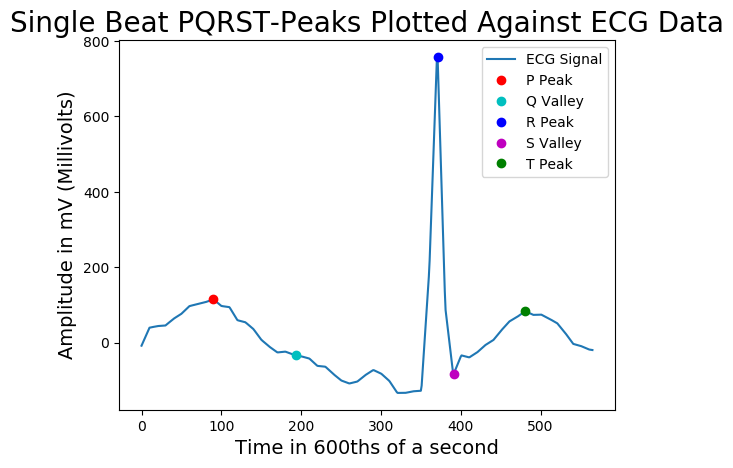 Single Beat PQRST-Peaks Plotted Against ECG Data
800
600
400
200
0
Amplitude in mV (Millivolts)
ECG Signal
P Peak
Q Valley
R Peak
S Valley
T Peak
0 100 200 300 400 500
Time in 600ths of a second